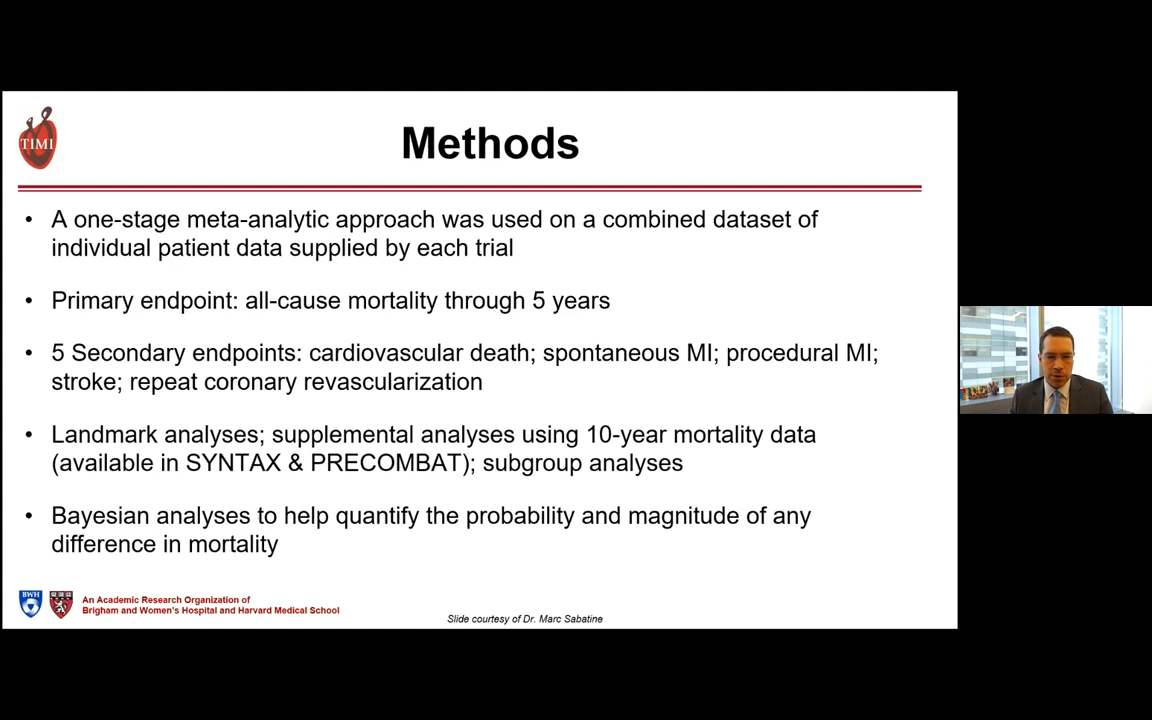 TIMI
Methods
• A one-stage meta-analytic approach was used on a combined dataset of
individual patient data supplied by each trial
• Primary endpoint: all-cause mortality through 5 years
• 5 Secondary endpoints: cardiovascular death; spontaneous MI; procedural MI;
stroke; repeat coronary revascularization
• Landmark analyses; supplemental analyses using 10-year mortality data
(available in SYNTAX & PRECOMBAT); subgroup analyses
• Bayesian analyses to help quantify the probability and magnitude of any
difference in mortality
BWH
An Academic Research Organization of
Brigham and Women's Hospital and Harvard Medical School
Slide courtesy of Dr. Marc Sabatine